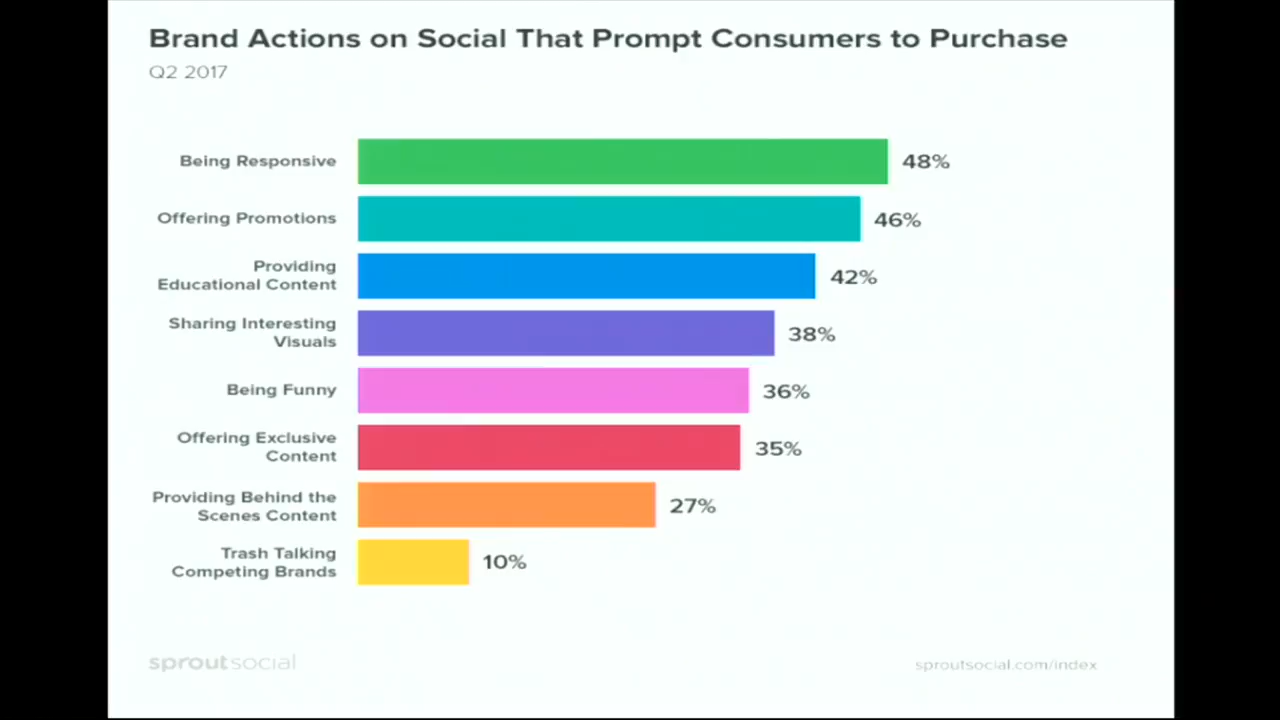 Brand Actions on Social That Prompt Consumers to Purchase
Q2 2017
Being Responsive
48%
Offering Promotions
46%
Providing
Educational Content
42%
Sharing Interesting
Visuals
38%
Being Funny
36%
Offering Exclusive
Content
35%
Providing Behind the
Scenes Content
27%
Trash Talking
Competing Brands
10%
sproutsocial
sproutsocial.com/index